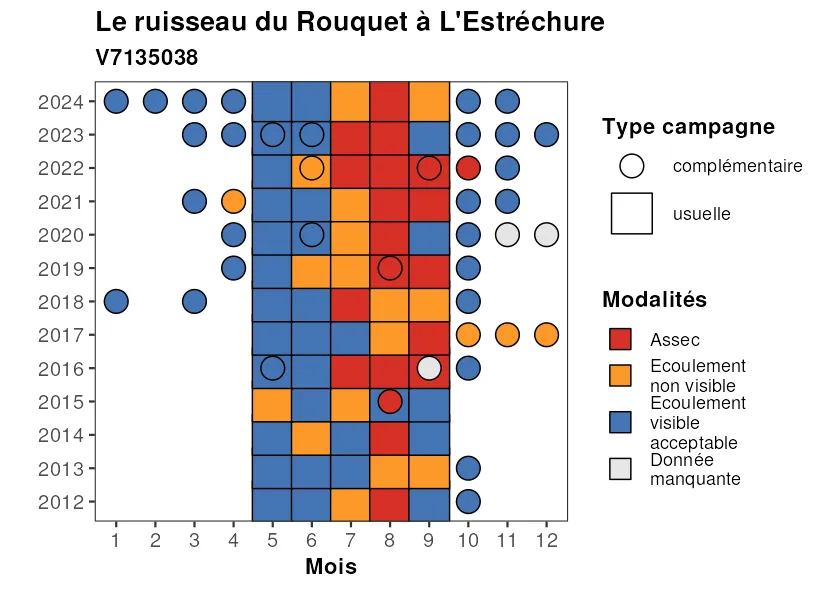 Le ruisseau du Rouquet à L'Estréchure
V7135038
2024
2023
2022
2021
2020
2019
2018
2017
2016
2015
2014
2013
2012
1 2 3 4 5 6 7 8 9 10 11 12
Mois
Type campagne
complémentaire
usuelle
Modalités
Assec
Ecoulement
non visible
Ecoulement
visible
acceptable
Donnée
manquante